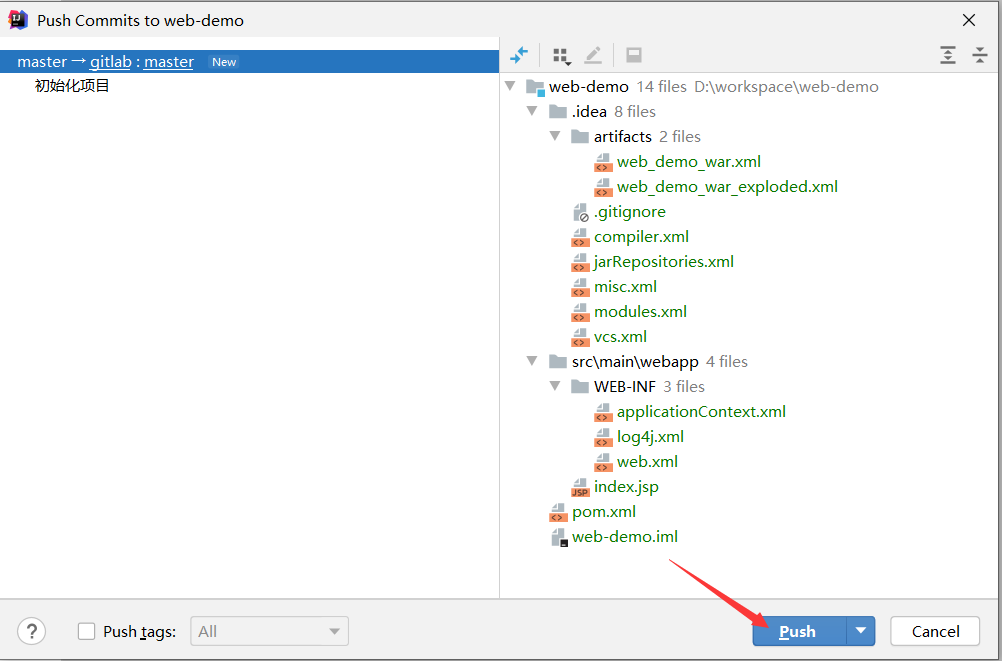 Push Commits to web-demo
master → gitlab : master New
初始化项目
web-demo 14 files D:\workspace\web-demo
.idea 8 files
artifacts 2 files
web_demo_war.xml
web_demo_war_exploded.xml
.gitignore
compiler.xml
jarRepositories.xml
misc.xml
modules.xml
vcs.xml
src\main\webapp 4 files
WEB-INF 3 files
applicationContext.xml
log4j.xml
web.xml
index.jsp
pom.xml
web-demo.iml
? Push tags: All Push Cancel